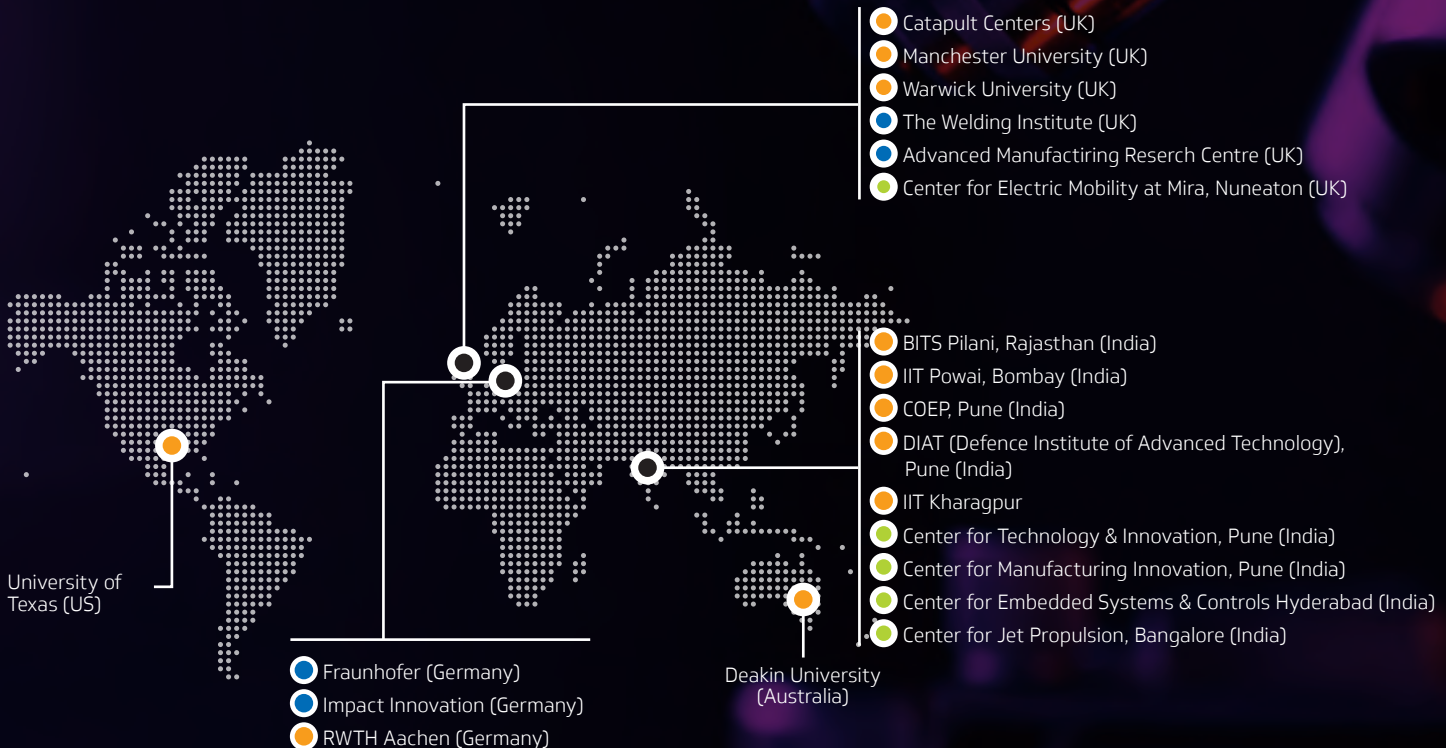 Catapult Centers (UK)
Manchester University (UK)
Warwick University (UK)
The Welding Institute (UK)
Advanced Manufactiring Reserch Centre (UK)
Center for Electric Mobility at Mira, Nuneaton (UK)
BITS Pilani, Rajasthan (India)
IIT Powai, Bombay (India)
COEP, Pune (India)
DIAT (Defence Institute of Advanced Technology),
Pune (India)
IIT Kharagpur
Center for Technology & Innovation, Pune (India)
Center for Manufacturing Innovation, Pune (India)
Center for Embedded Systems & Controls Hyderabad (India)
Center for Jet Propulsion, Bangalore (India)
University of
Texas (US)
Fraunhofer (Germany)
Impact Innovation (Germany)
RWTH Aachen (Germany)
Deakin University
(Australia)